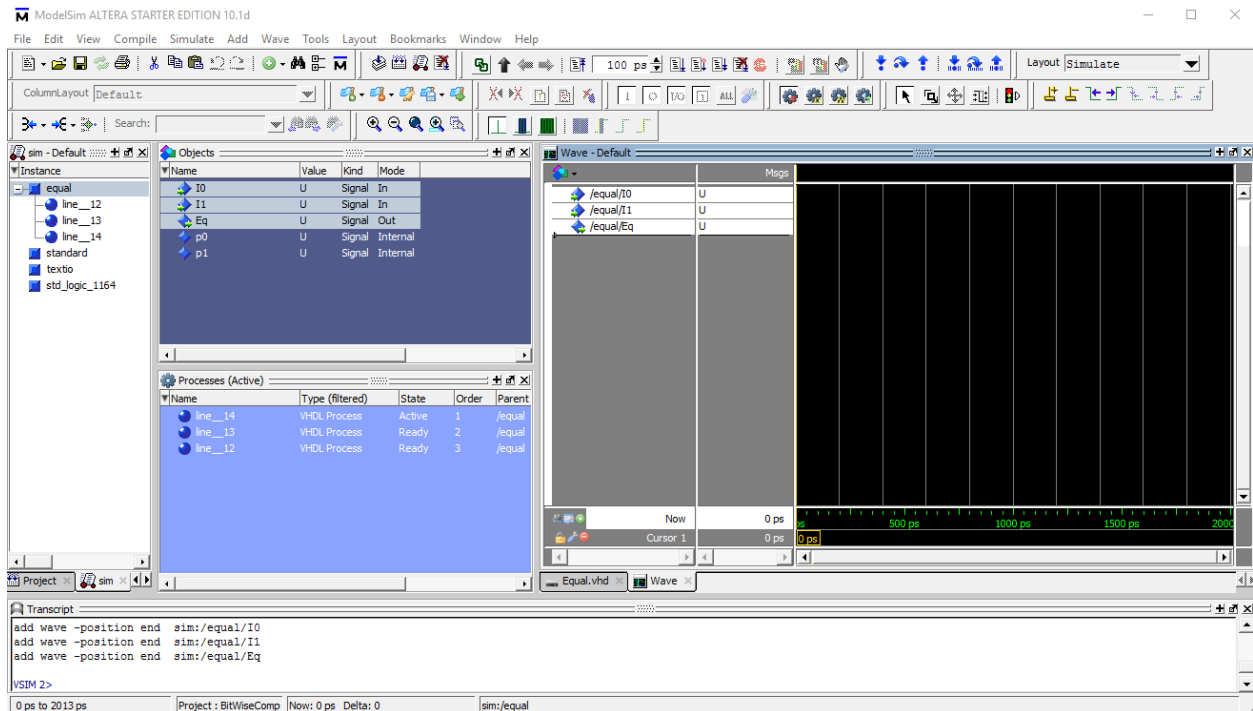 ModelSim ALTERA STARTER EDITION 10.1d
File Edit View Compile Simulate Add Wave Tools Layout Bookmarks Window Help
100 ps
Layout Simulate
ColumnLayout Default
I O I/O ALL
Search:
sim - Default
Instance
equal
line__12
line__13
line__14
standard
textio
std_logic_1164
Project
sim
Objects
Name Value Kind Mode
I0 U Signal In
I1 U Signal In
Eq U Signal Out
p0 U Signal Internal
p1 U Signal Internal
Processes (Active)
Name Type (filtered) State Order Parent
line__14 VHDL Process Active 1 /equal
line__13 VHDL Process Ready 2 /equal
line__12 VHDL Process Ready 3 /equal
Wave - Default
Msgs
/equal/I0 U
/equal/I1 U
/equal/Eq U
Now 0 ps
ps 500 ps 1000 ps 1500 ps 2000
Cursor 1 0 ps 0 ps
Equal.vhd
Wave
Transcript
add wave -position end sim:/equal/I0
add wave -position end sim:/equal/I1
add wave -position end sim:/equal/Eq
VSIM 2>
0 ps to 2013 ps Project : BitWiseComp Now: 0 ps Delta: 0 sim:/equal